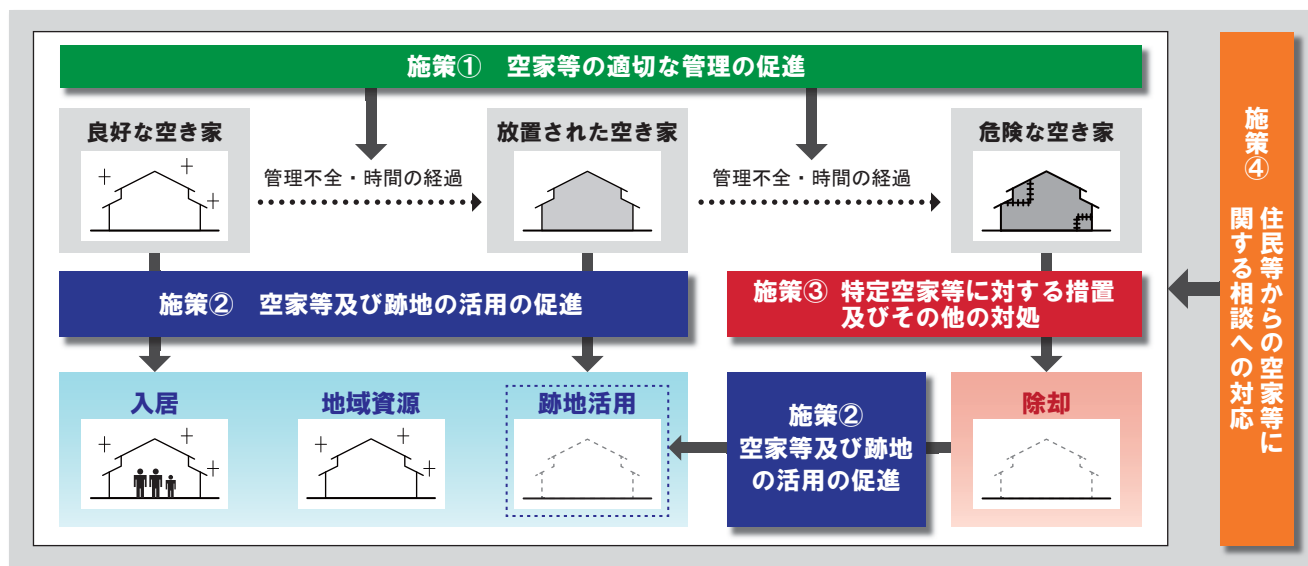 施策① 空家等の適切な管理の促進
良好な空き家
放置された空き家
危険な空き家
管理不全・時間の経過
管理不全・時間の経過
施策② 空家等及び跡地の活用の促進
施策③ 特定空家等に対する措置
及びその他の対処
入居
地域資源
跡地活用
施策②
空家等及び跡地
の活用の促進
除却
施策④ 住民等からの空家等に
関する相談への対応